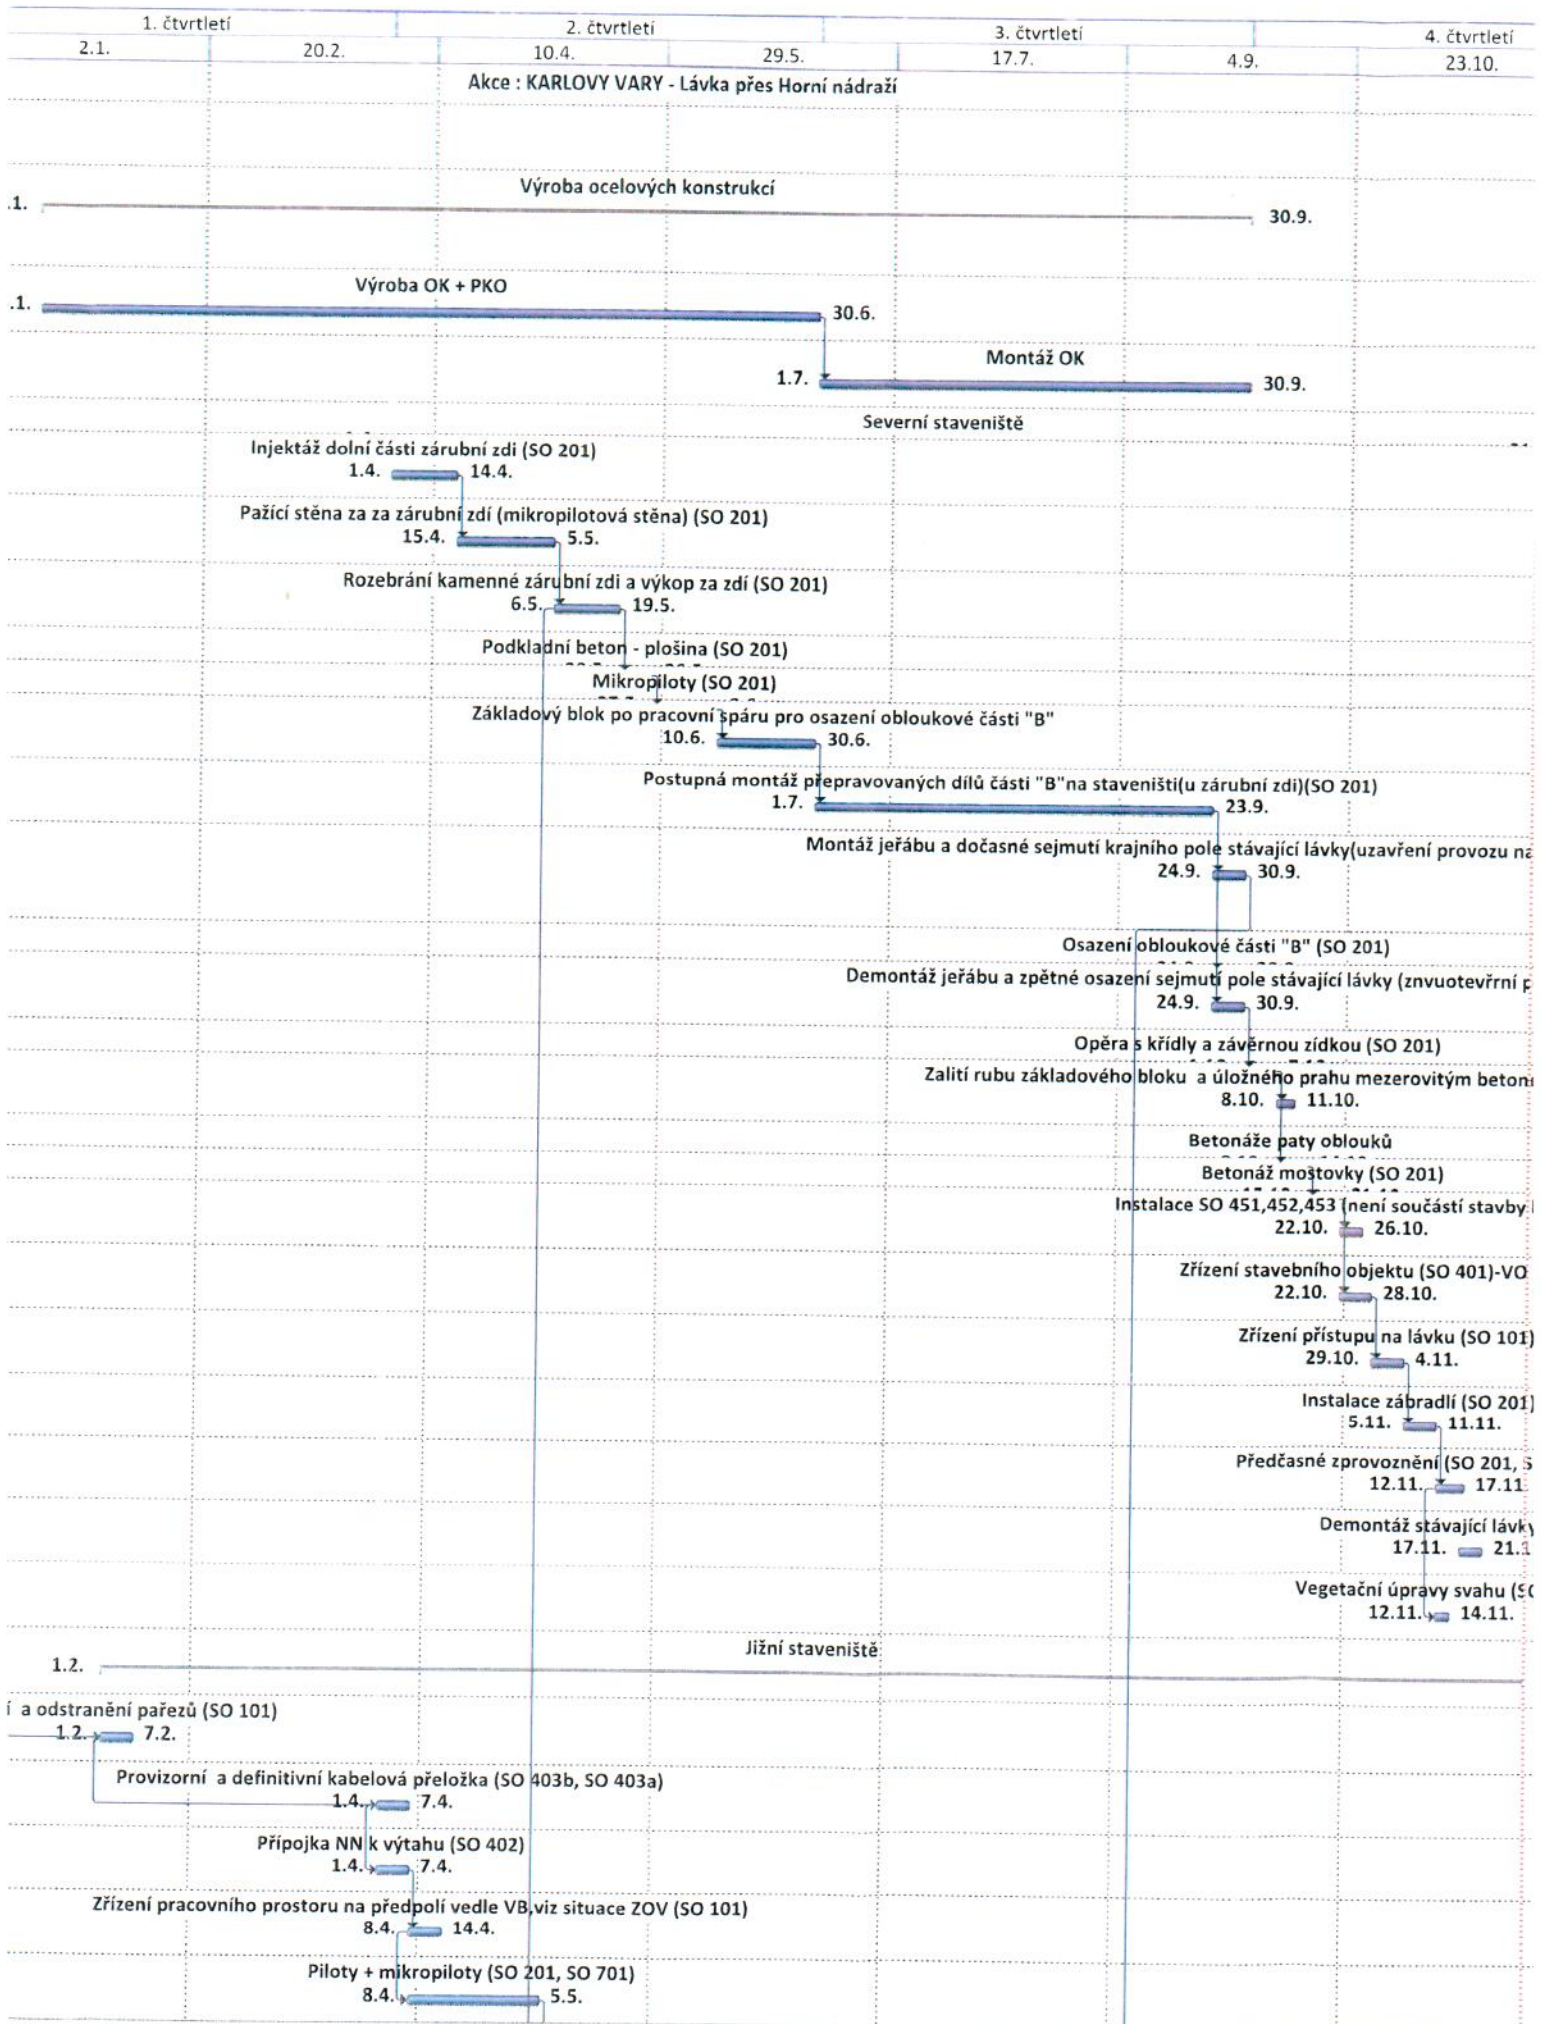 1. čtvrtletí 2. čtvrtletí 3. čtvrtletí 4. čtvrtletí
2.1. 20.2. 10.4. 29.5. 17.7. 4.9. 23.10.
Akce : KARLOVY VARY - Lávka přes Horní nádraží
Výroba ocelových konstrukcí
.1. 30.9.
Výroba OK + PKO
.1. 30.6.
Montáž OK
1.7. 30.9.
Severní staveniště
Injektáž dolní části zárubní zdi (SO 201)
1.4. 14.4.
Pažící stěna za za zárubní zdí (mikropilotová stěna) (SO 201)
15.4. 5.5.
Rozebrání kamenné zárubní zdi a výkop za zdí (SO 201)
6.5. 19.5.
Podkladní beton - plošina (SO 201)
Mikropiloty (SO 201)
Základový blok po pracovní spáru pro osazení obloukové části "B"
10.6. 30.6.
Postupná montáž přepravovaných dílů části "B"na staveništi(u zárubní zdi)(SO 201)
1.7. 23.9.
Montáž jeřábu a dočasné sejmutí krajního pole stávající lávky(uzavření provozu na
24.9. 30.9.
Osazení obloukové části "B" (SO 201)
Demontáž jeřábu a zpětné osazení sejmutí pole stávající lávky (znvuotevřrní p
24.9. 30.9.
Opěra s křídly a závěrnou zídkou (SO 201)
Zalití rubu základového bloku a úložného prahu mezerovitým beton
8.10. 11.10.
Betonáže paty oblouků
Betonáž mostovky (SO 201)
Instalace SO 451,452,453 (není součástí stavby
22.10. 26.10.
Zřízení stavebního objektu (SO 401)-VO
22.10. 28.10.
Zřízení přístupu na lávku (SO 101)
29.10. 4.11.
Instalace zábradlí (SO 201)
5.11. 11.11.
Předčasné zprovoznění (SO 201, S
12.11. 17.11
Demontáž stávající lávky
17.11. 21.1
Vegetační úpravy svahu (SO
12.11. 14.11.
Jižní staveniště
1.2.
í a odstranění pařezů (SO 101)
1.2. 7.2.
Provizorní a definitivní kabelová přeložka (SO 403b, SO 403a)
1.4. 7.4.
Přípojka NN k výtahu (SO 402)
1.4. 7.4.
Zřízení pracovního prostoru na předpolí vedle VB,viz situace ZOV (SO 101)
8.4. 14.4.
Piloty + mikropiloty (SO 201, SO 701)
8.4. 5.5.